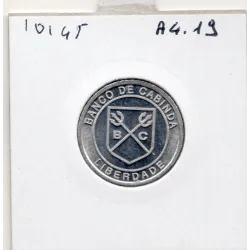 10145 A4.19
BANCO DE CABINDA
B C
LIBERDADE